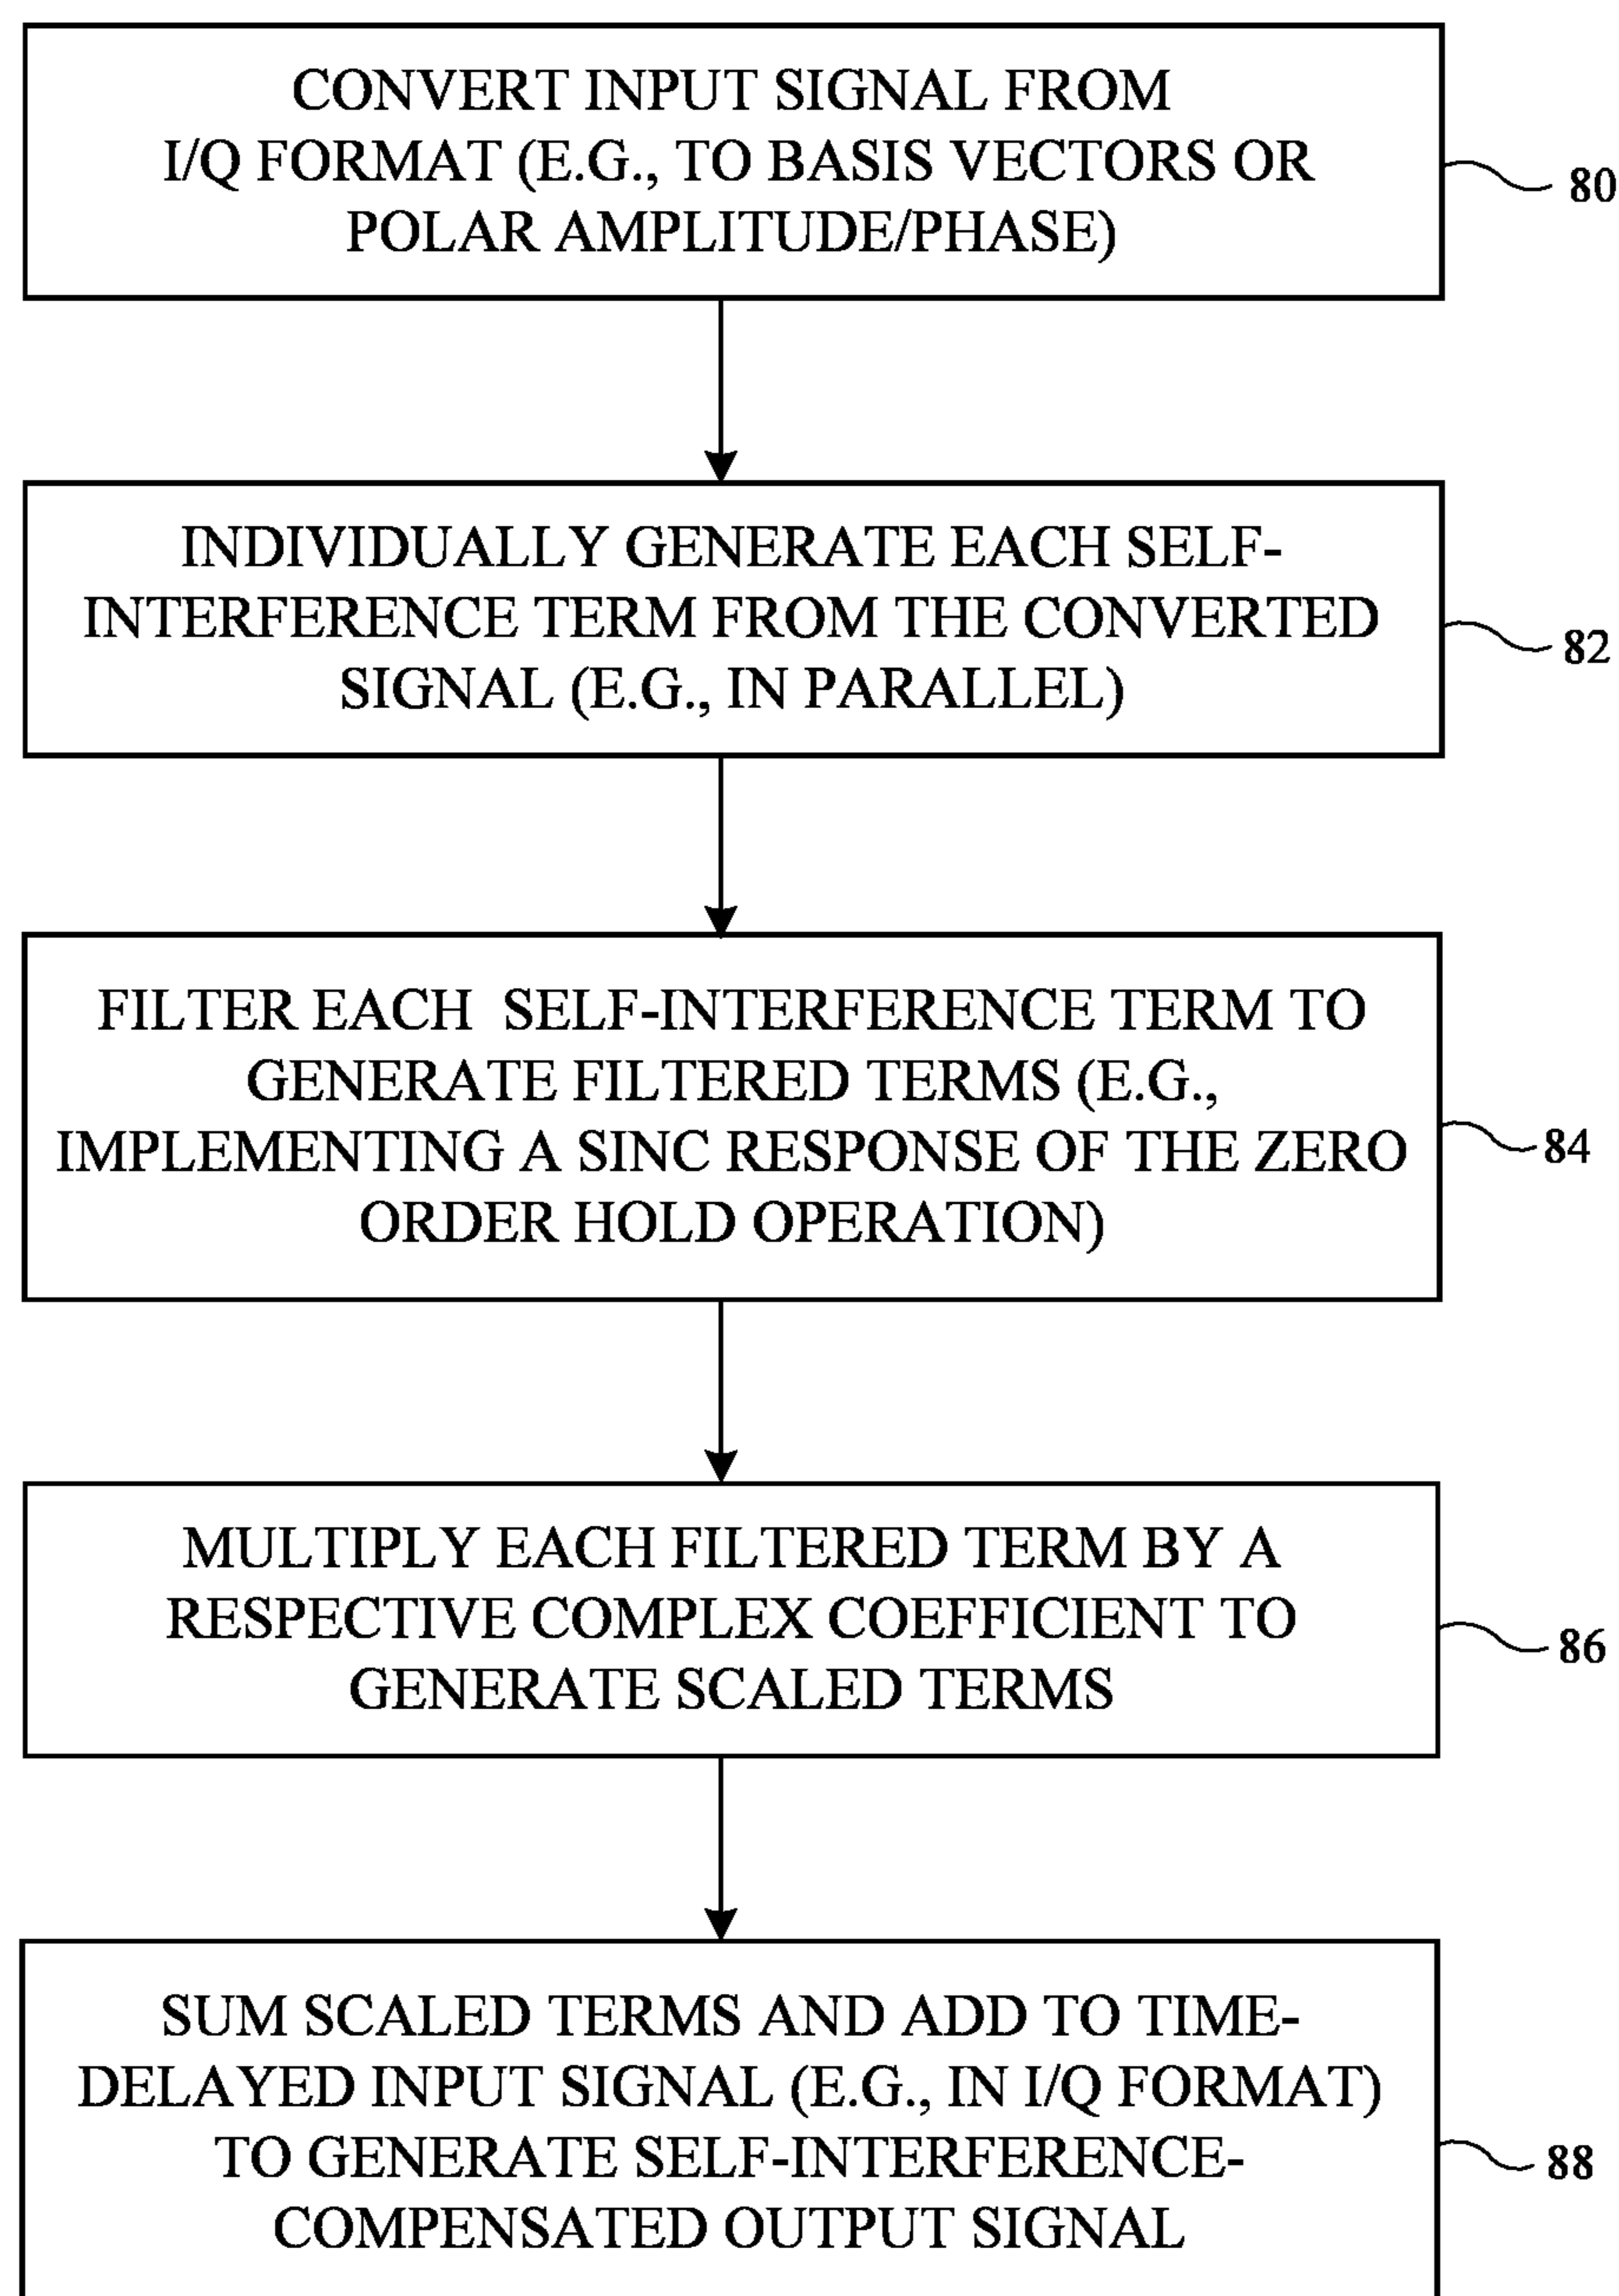 CONVERT INPUT SIGNAL FROM
I/Q FORMAT (E.G., TO BASIS VECTORS OR
POLAR AMPLITUDE/PHASE)
80
INDIVIDUALLY GENERATE EACH SELF-
INTERFERENCE TERM FROM THE CONVERTED
SIGNAL (E.G., IN PARALLEL)
82
FILTER EACH SELF-INTERFERENCE TERM TO
GENERATE FILTERED TERMS (E.G.,
IMPLEMENTING A SINC RESPONSE OF THE ZERO
ORDER HOLD OPERATION)
84
MULTIPLY EACH FILTERED TERM BY A
RESPECTIVE COMPLEX COEFFICIENT TO
GENERATE SCALED TERMS
86
SUM SCALED TERMS AND ADD TO TIME-
DELAYED INPUT SIGNAL (E.G., IN I/Q FORMAT)
TO GENERATE SELF-INTERFERENCE-
COMPENSATED OUTPUT SIGNAL
88